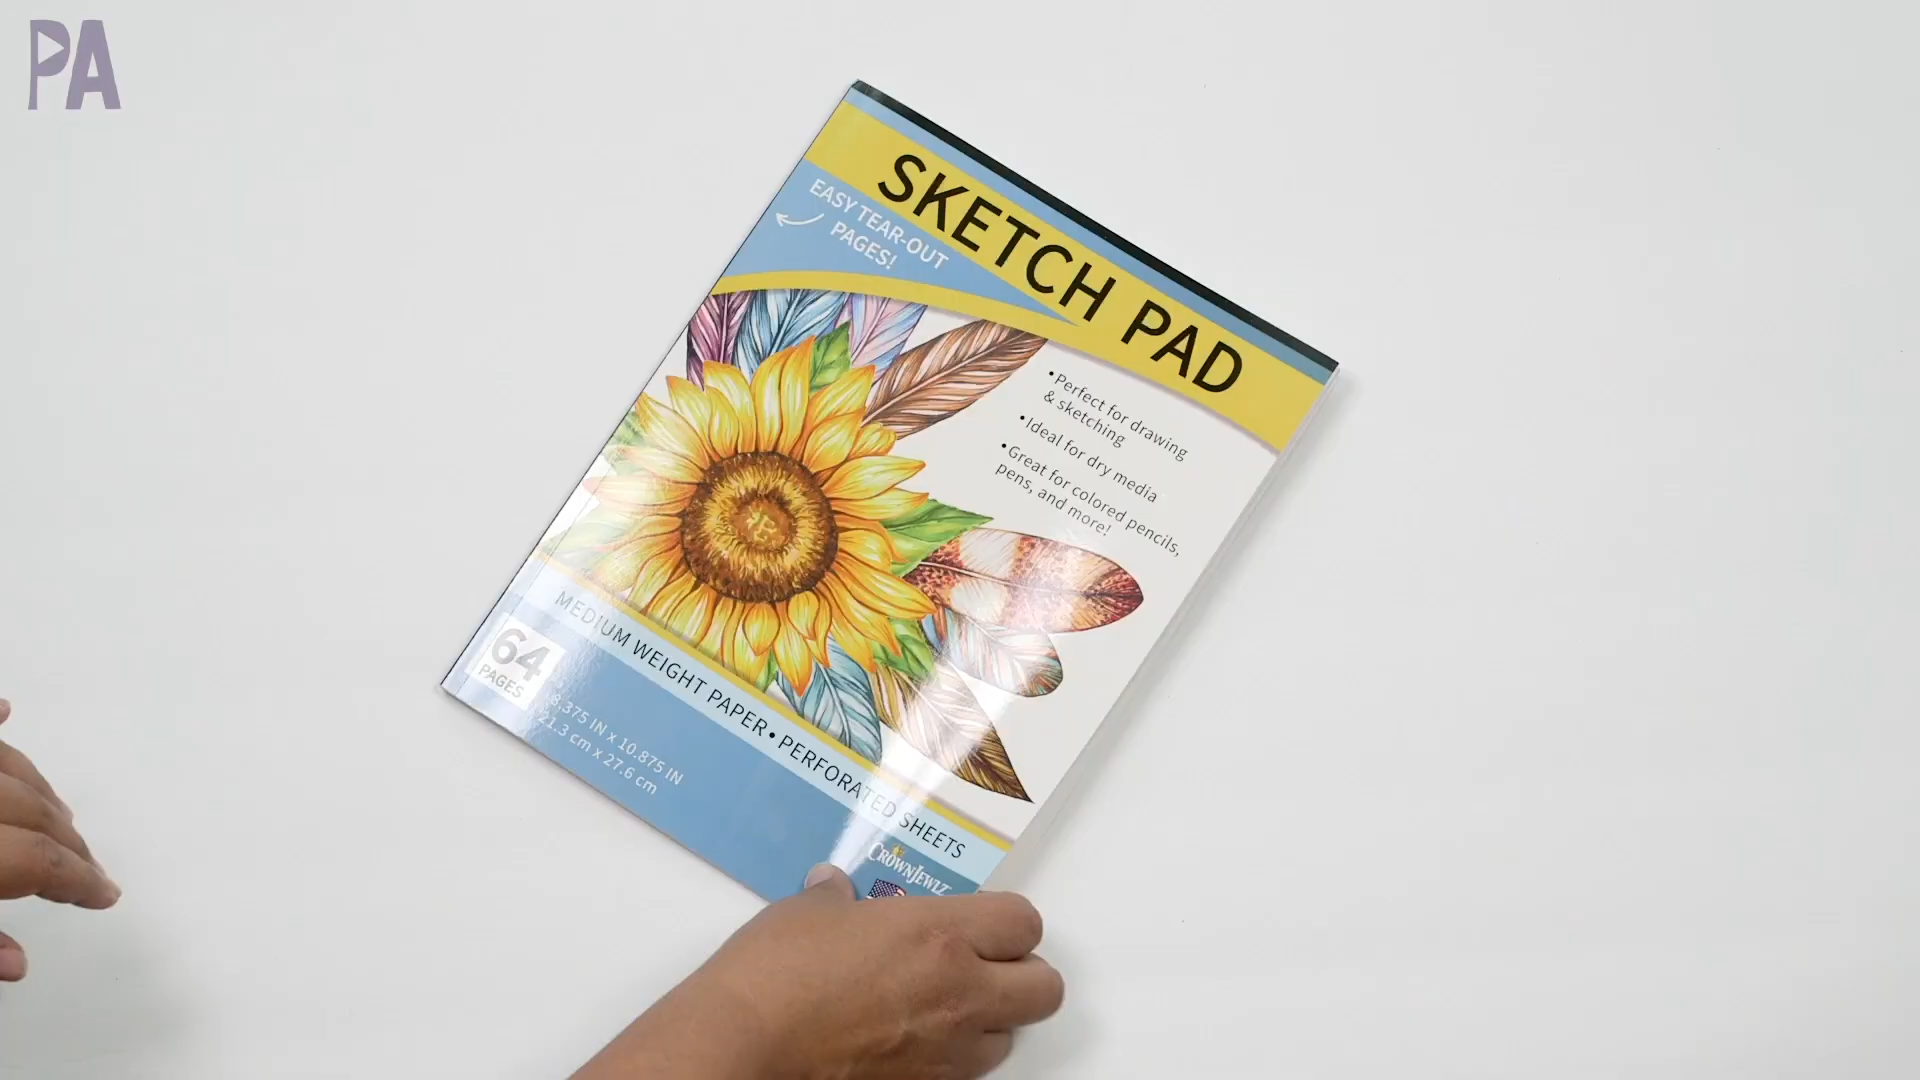 PA
SKETCH PAD
EASY TEAR-OUT
PAGES!
•Perfect for drawing
& sketching
•Ideal for dry media
•Great for colored pencils,
pens, and more!
MEDIUM WEIGHT PAPER•PERFORATED SHEETS
64
PAGES
8.375 IN x 10.875 IN
21.3 cm x 27.6 cm
CROWNJEWLZ